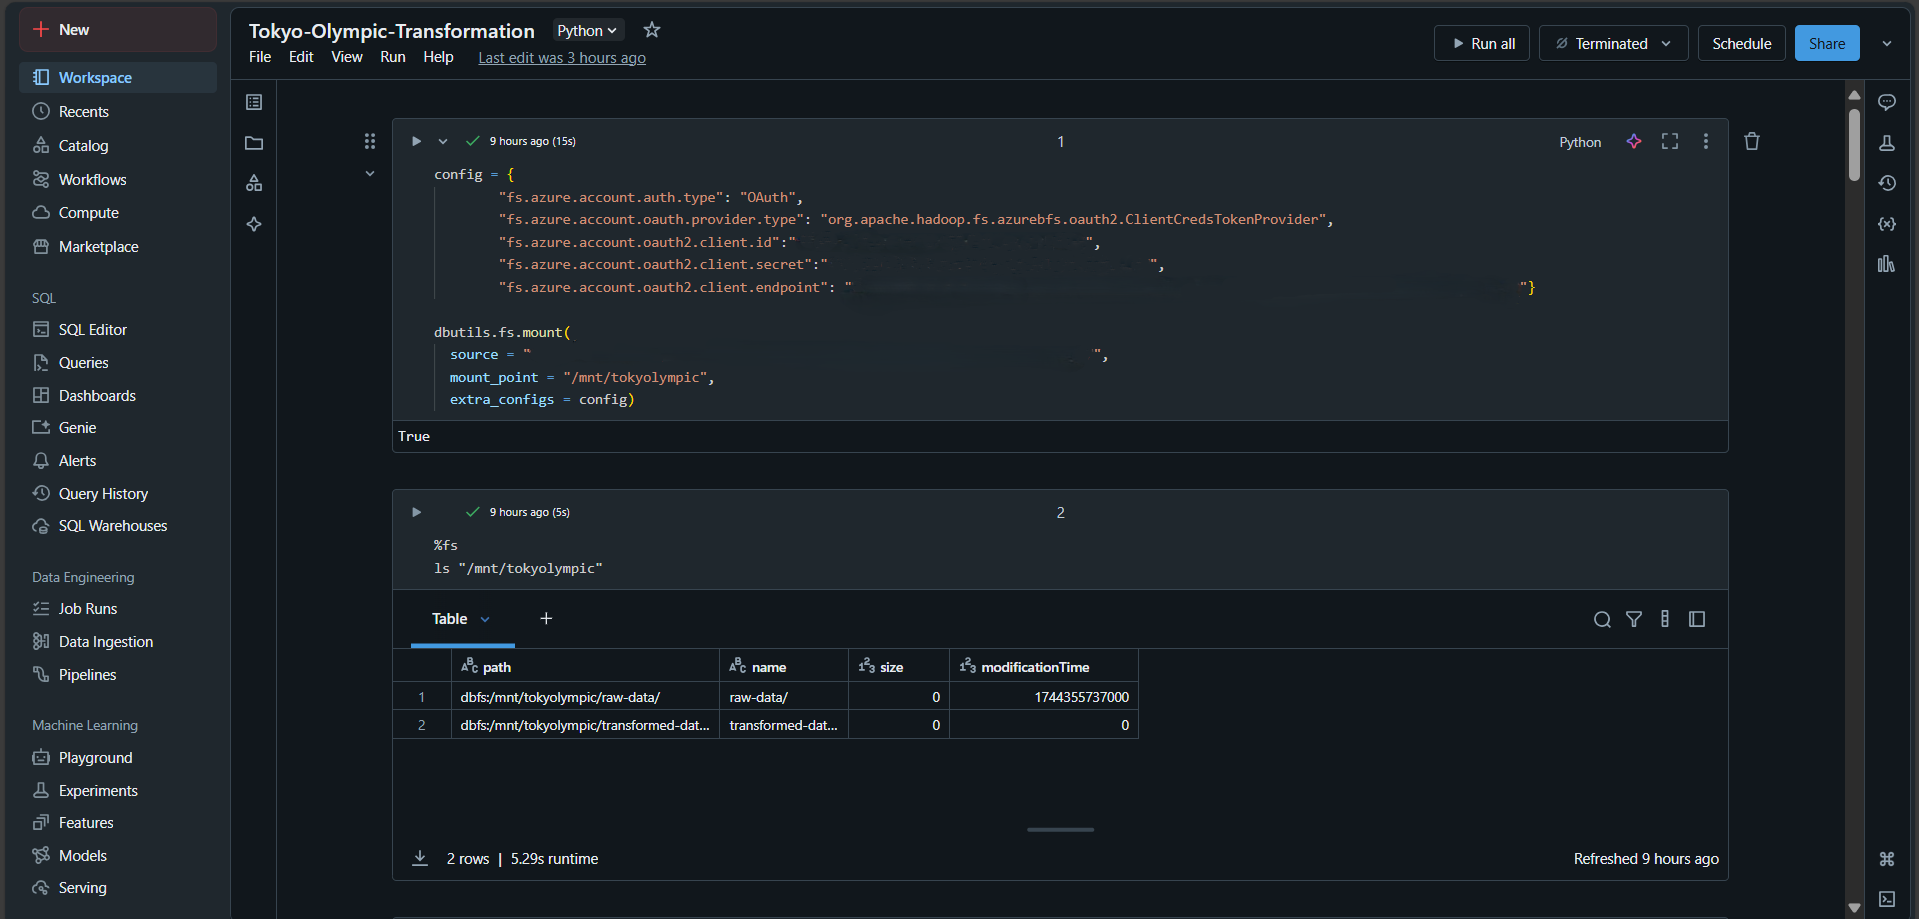 New
Workspace
Recents
Catalog
Workflows
Compute
Marketplace
SQL
SQL Editor
Queries
Dashboards
Genie
Alerts
Query History
SQL Warehouses
Data Engineering
Job Runs
Data Ingestion
Pipelines
Machine Learning
Playground
Experiments
Features
Models
Serving
Tokyo-Olympic-Transformation Python
File Edit View Run Help Last edit was 3 hours ago
Run all Terminated Schedule Share
9 hours ago (15s) 1 Python
config = {
"fs.azure.account.auth.type": "OAuth",
"fs.azure.account.oauth.provider.type": "org.apache.hadoop.fs.azurebfs.oauth2.ClientCredsTokenProvider",
"fs.azure.account.oauth2.client.id":" ",
"fs.azure.account.oauth2.client.secret":" ",
"fs.azure.account.oauth2.client.endpoint": " "}
dbutils.fs.mount(
source = " ",
mount_point = "/mnt/tokyolympic",
extra_configs = config)
True
9 hours ago (5s) 2
%fs
ls "/mnt/tokyolympic"
Table +
path name size modificationTime
1 dbfs:/mnt/tokyolympic/raw-data/ raw-data/ 0 1744355737000
2 dbfs:/mnt/tokyolympic/transformed-dat... transformed-dat... 0 0
2 rows | 5.29s runtime Refreshed 9 hours ago